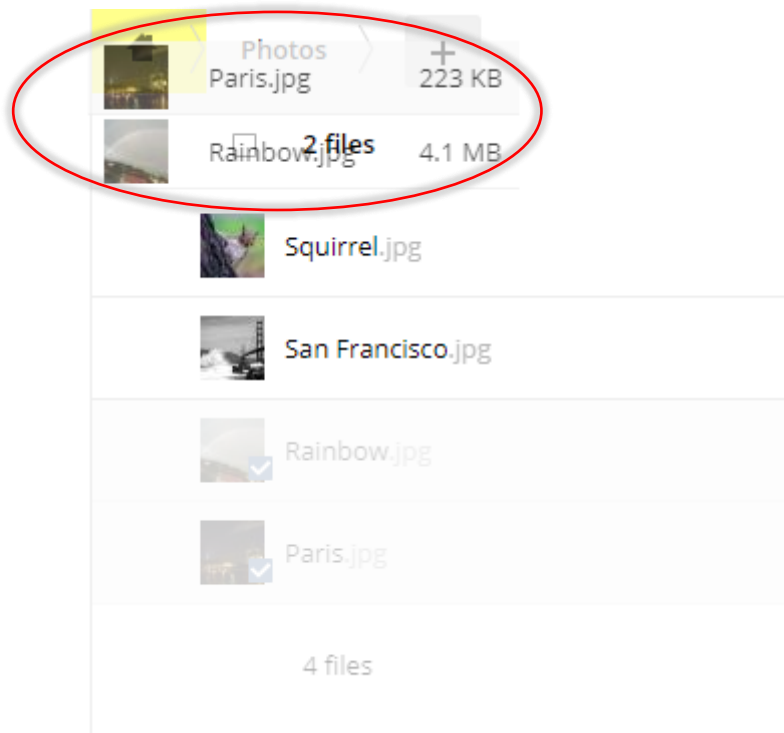 Photos +
Paris.jpg 223 KB
2 files
Rainbow.jpg 4.1 MB
Squirrel.jpg
San Francisco.jpg
Rainbow.jpg
Paris.jpg
4 files